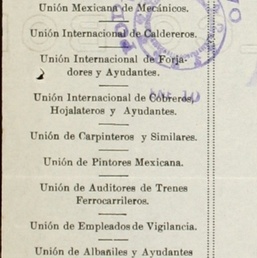 Unión Mexicana de Mecánicos.
Unión Internacional de Caldereros.
Unión Internacional de Forja-
dores y Ayudantes.
Unión Internacional de Cobreros,
Hojalateros y Ayudantes.
Unión de Carpinteros y Similares.
Unión de Pintores Mexicana.
Unión de Auditores de Trenes
Ferrocarrileros.
Unión de Empleados de Vigilancia.
Unión de Albañiles y Ayudantes